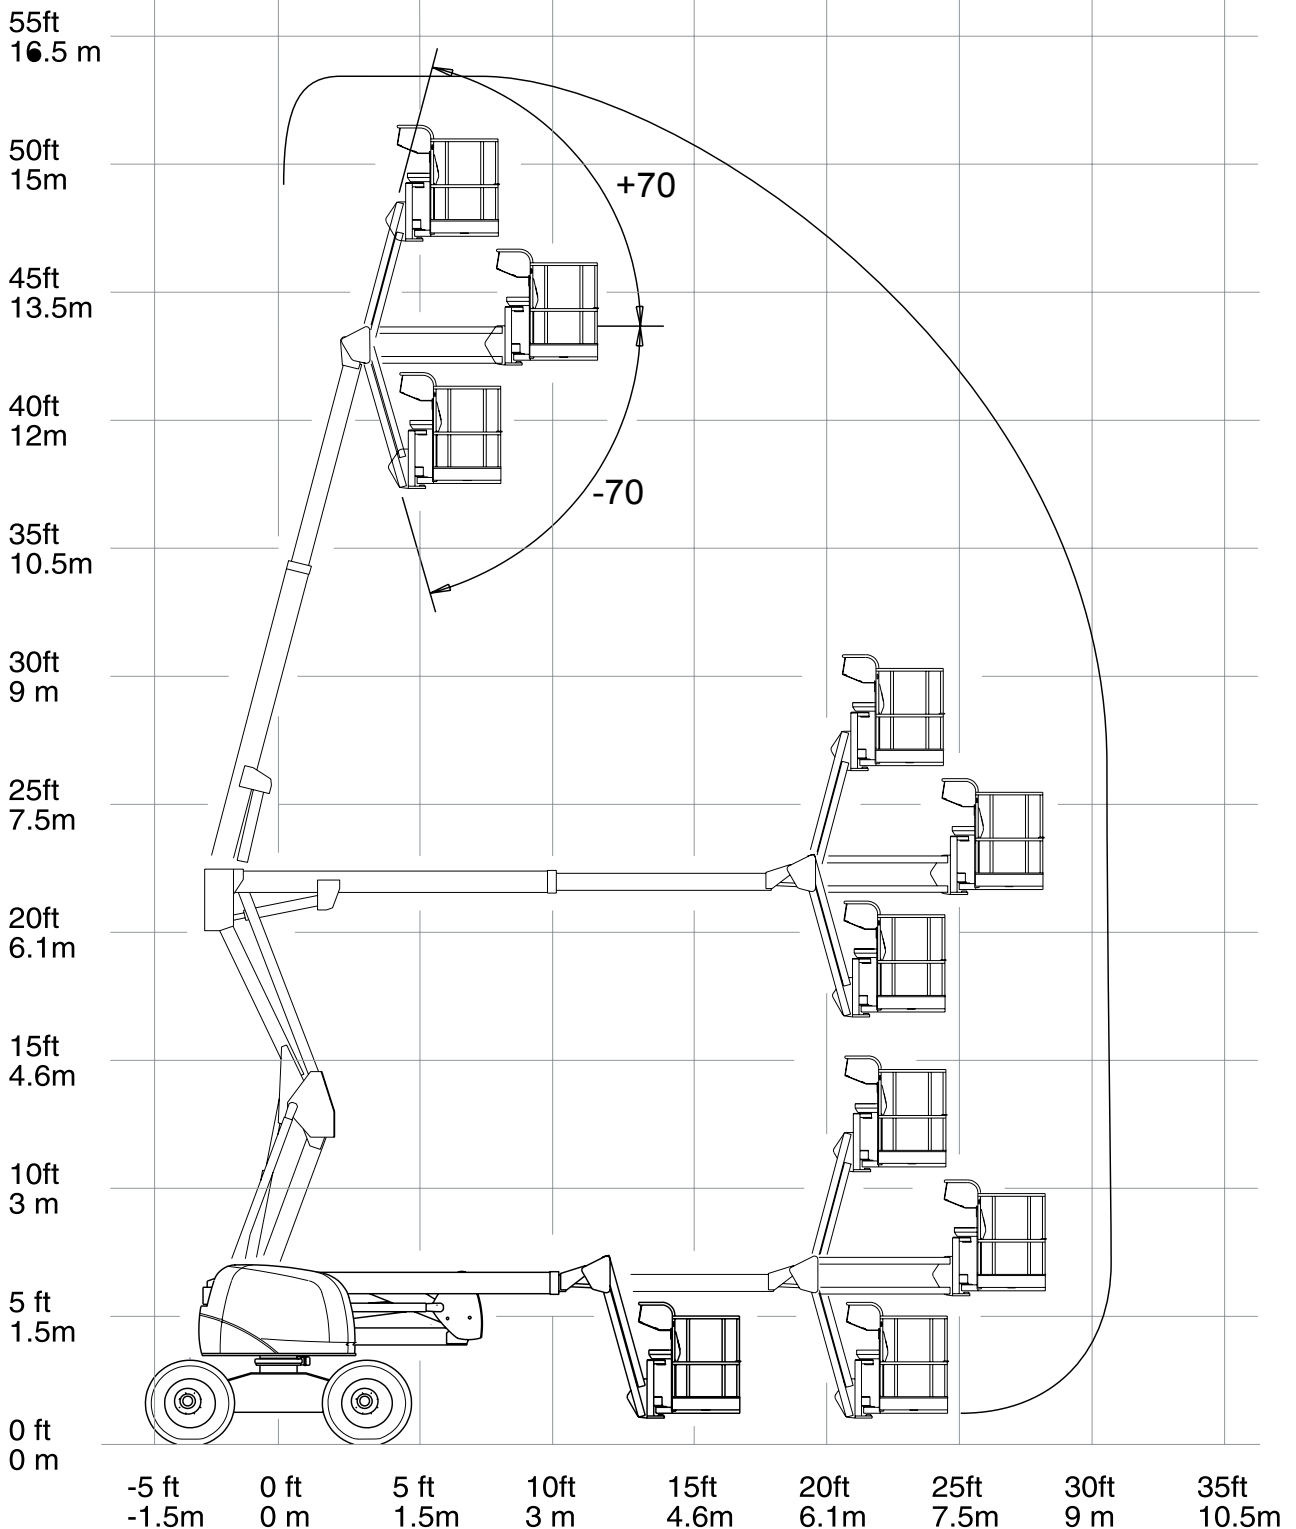 55ft
16.5 m
50ft
15m
+70
45ft
13.5m
40ft
12m
-70
35ft
10.5m
30ft
9 m
25ft
7.5m
20ft
6.1m
15ft
4.6m
10ft
3 m
5 ft
1.5m
0 ft
0 m
-5 ft 0 ft 5 ft 10ft 15ft 20ft 25ft 30ft 35ft
-1.5m 0 m 1.5m 3 m 4.6m 6.1m 7.5m 9 m 10.5m